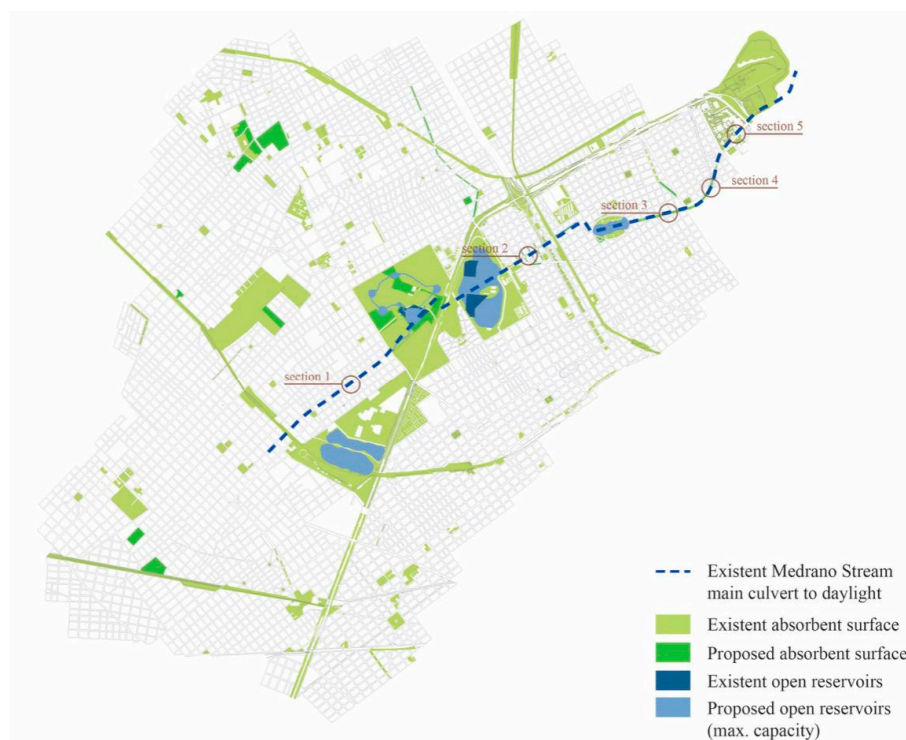 section 5
section 4
section 3
section 2
section 1
Existent Medrano Stream
main culvert to daylight
Existent absorbent surface
Proposed absorbent surface
Existent open reservoirs
Proposed open reservoirs
(max. capacity)